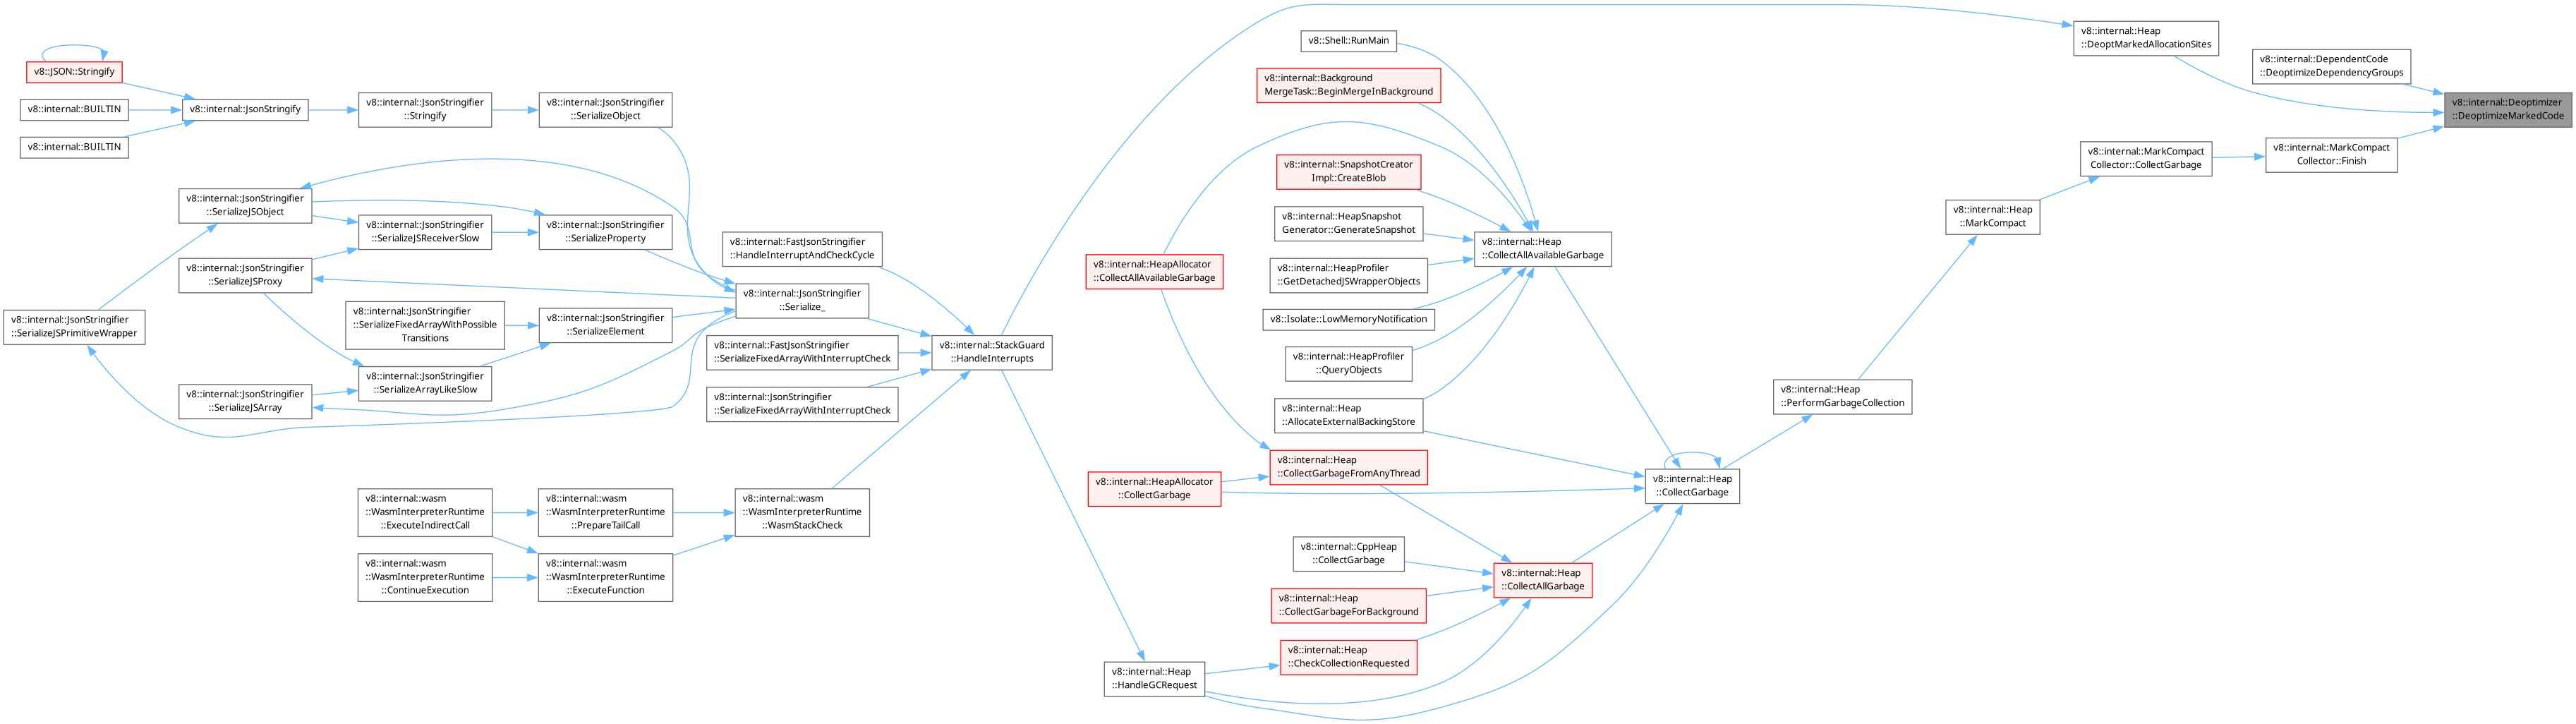 v8::JSON::Stringify
v8::internal::BUILTIN
v8::internal::BUILTIN
v8::internal::JsonStringify
v8::internal::JsonStringifier
::Stringify
v8::internal::JsonStringifier
::SerializeObject
v8::internal::JsonStringifier
::SerializeJSObject
v8::internal::JsonStringifier
::SerializeJSReceiverSlow
v8::internal::JsonStringifier
::SerializeProperty
v8::internal::JsonStringifier
::SerializeJSProxy
v8::internal::JsonStringifier
::SerializeJSPrimitiveWrapper
v8::internal::JsonStringifier
::SerializeFixedArrayWithPossible
Transitions
v8::internal::JsonStringifier
::SerializeElement
v8::internal::JsonStringifier
::SerializeJSArray
v8::internal::JsonStringifier
::SerializeArrayLikeSlow
v8::internal::FastJsonStringifier
::HandleInterruptAndCheckCycle
v8::internal::JsonStringifier
::Serialize_
v8::internal::FastJsonStringifier
::SerializeFixedArrayWithInterruptCheck
v8::internal::JsonStringifier
::SerializeFixedArrayWithInterruptCheck
v8::internal::StackGuard
::HandleInterrupts
v8::internal::wasm
::WasmInterpreterRuntime
::ExecuteIndirectCall
v8::internal::wasm
::WasmInterpreterRuntime
::PrepareTailCall
v8::internal::wasm
::WasmInterpreterRuntime
::WasmStackCheck
v8::internal::wasm
::WasmInterpreterRuntime
::ContinueExecution
v8::internal::wasm
::WasmInterpreterRuntime
::ExecuteFunction
v8::Shell::RunMain
v8::internal::Background
MergeTask::BeginMergeInBackground
v8::internal::SnapshotCreator
Impl::CreateBlob
v8::internal::HeapSnapshot
Generator::GenerateSnapshot
v8::internal::HeapAllocator
::CollectAllAvailableGarbage
v8::internal::HeapProfiler
::GetDetachedJSWrapperObjects
v8::Isolate::LowMemoryNotification
v8::internal::HeapProfiler
::QueryObjects
v8::internal::Heap
::AllocateExternalBackingStore
v8::internal::Heap
::CollectAllAvailableGarbage
v8::internal::Heap
::CollectGarbageFromAnyThread
v8::internal::HeapAllocator
::CollectGarbage
v8::internal::CppHeap
::CollectGarbage
v8::internal::Heap
::CollectGarbageForBackground
v8::internal::Heap
::CheckCollectionRequested
v8::internal::Heap
::HandleGCRequest
v8::internal::Heap
::CollectAllGarbage
v8::internal::Heap
::CollectGarbage
v8::internal::Heap
::PerformGarbageCollection
v8::internal::Heap
::MarkCompact
v8::internal::MarkCompact
Collector::CollectGarbage
v8::internal::MarkCompact
Collector::Finish
v8::internal::Heap
::DeoptMarkedAllocationSites
v8::internal::DependentCode
::DeoptimizeDependencyGroups
v8::internal::Deoptimizer
::DeoptimizeMarkedCode